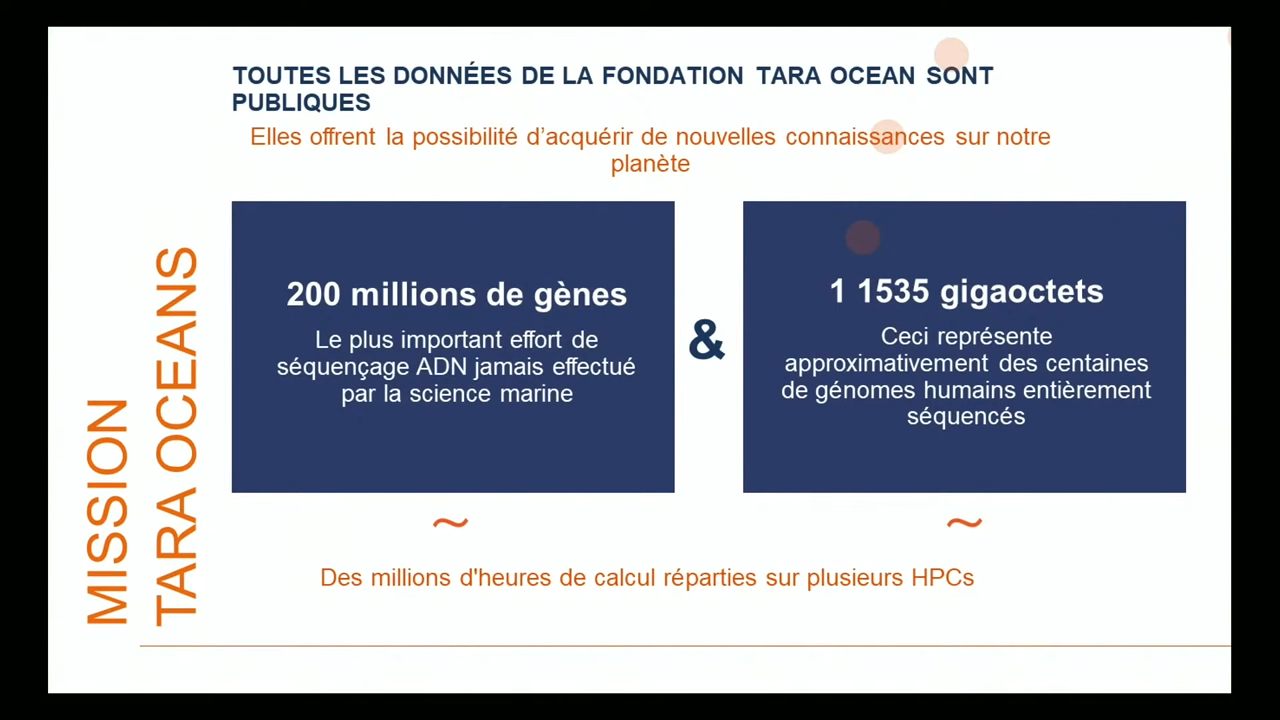 TOUTES LES DONNÉES DE LA FONDATION TARA OCEAN SONT
PUBLIQUES
Elles offrent la possibilité d’acquérir de nouvelles connaissances sur notre
planète
MISSION
TARA OCEANS
200 millions de gènes
Le plus important effort de
séquençage ADN jamais effectué
par la science marine
&
1 1535 gigaoctets
Ceci représente
approximativement des centaines
de génomes humains entièrement
séquencés
~
~
Des millions d'heures de calcul réparties sur plusieurs HPCs